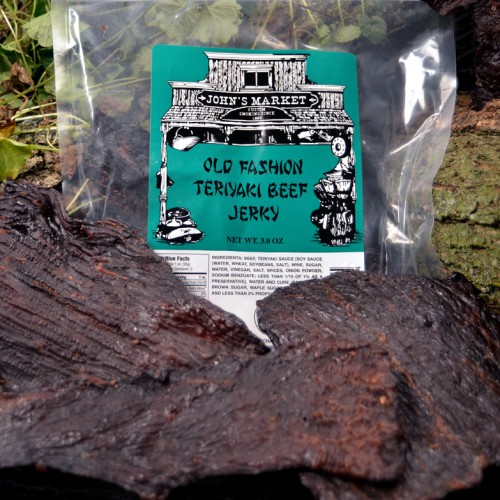 JOHN'S MARKET
CUSTOM
SMOKING
OLD FASHION
TERIYAKI BEEF
JERKY
NET WT. 3.0 OZ
INGREDIENTS: BEEF, TERIYAKI SAUCE (SOY SAUCE
(WATER, WHEAT, SOYBEANS, SALT), WINE, SUGAR,
WATER, VINEGAR, SALT, SPICES, ONION POWDER,
SODIUM BENZOATE: LESS THAN 1/10 OF 1% AS A
PRESERVATIVE), WATER AND CURE
BROWN SUGAR, MAPLE SUGAR
AND LESS THAN 2%
Facts